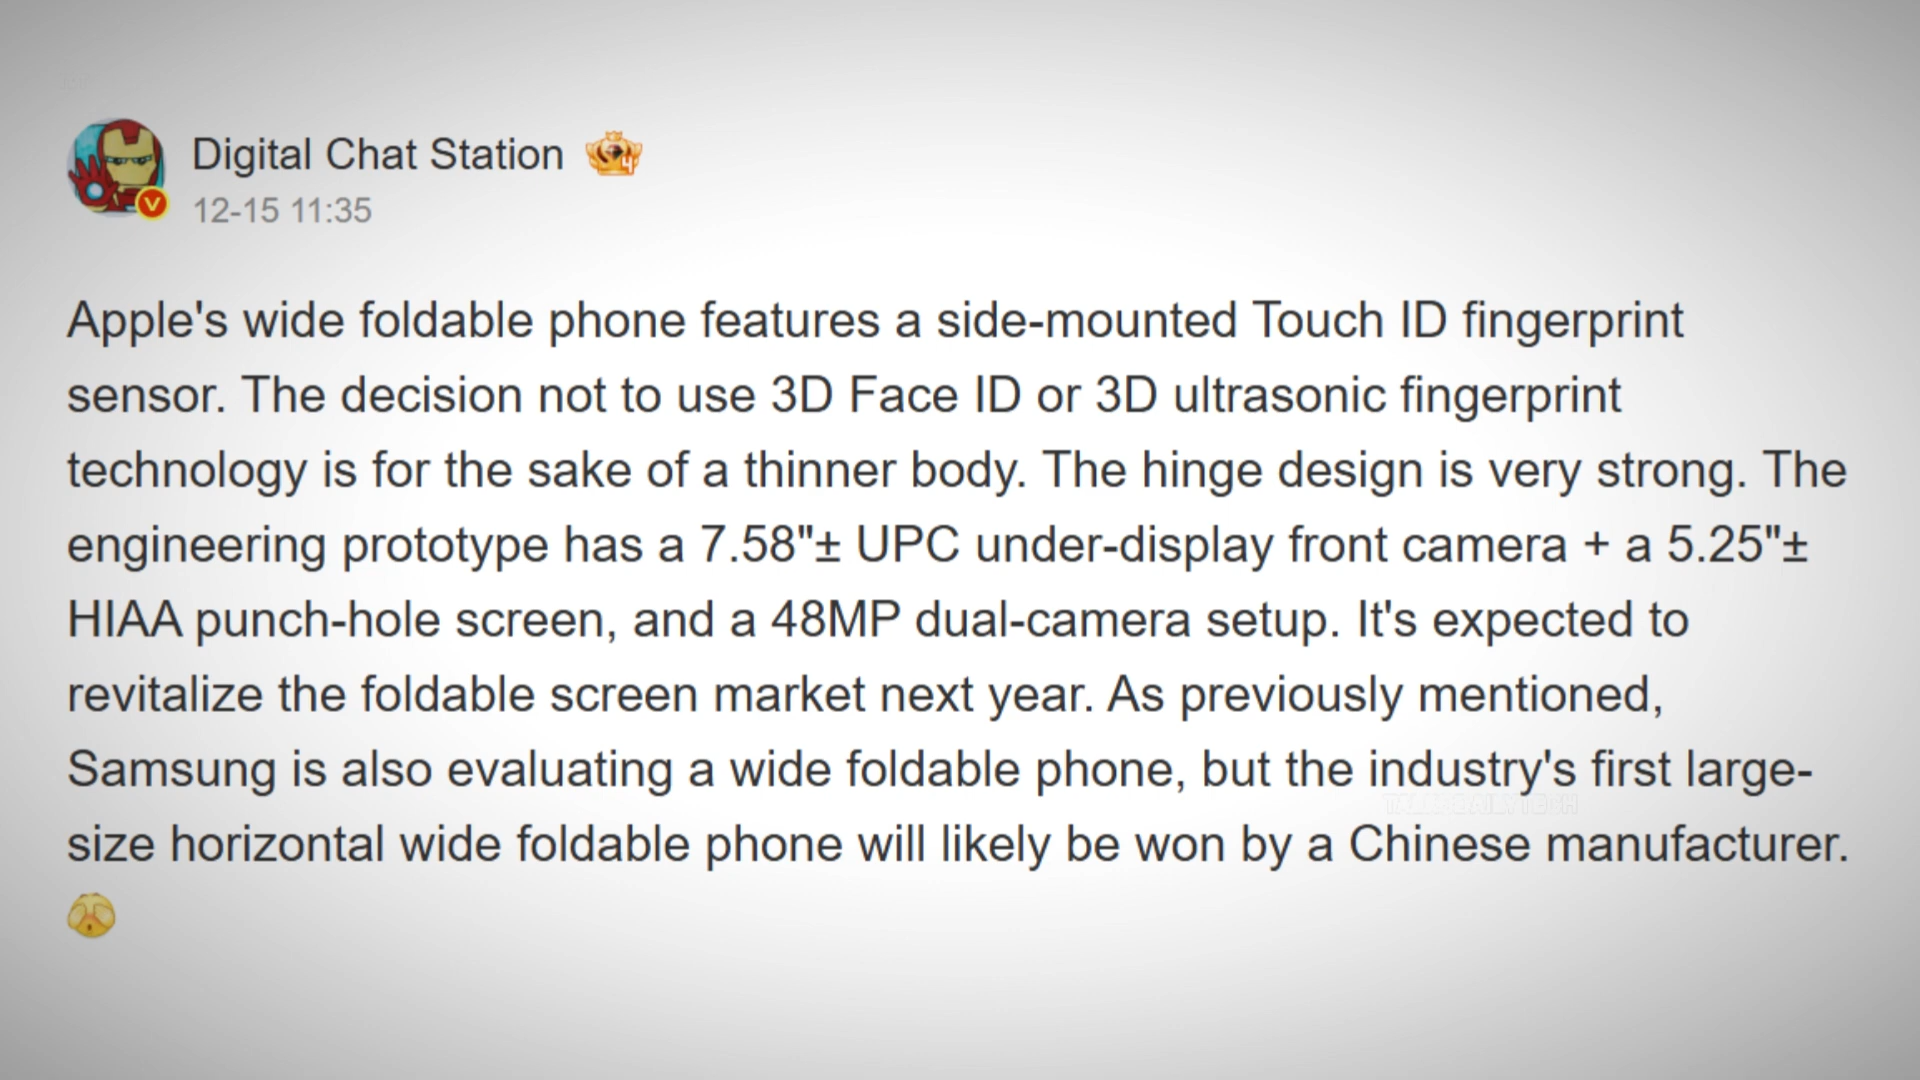 Digital Chat Station
12-15 11:35
Apple's wide foldable phone features a side-mounted Touch ID fingerprint
sensor. The decision not to use 3D Face ID or 3D ultrasonic fingerprint
technology is for the sake of a thinner body. The hinge design is very strong. The
engineering prototype has a 7.58"± UPC under-display front camera + a 5.25"±
HIAA punch-hole screen, and a 48MP dual-camera setup. It's expected to
revitalize the foldable screen market next year. As previously mentioned,
Samsung is also evaluating a wide foldable phone, but the industry's first large-
size horizontal wide foldable phone will likely be won by a Chinese manufacturer.